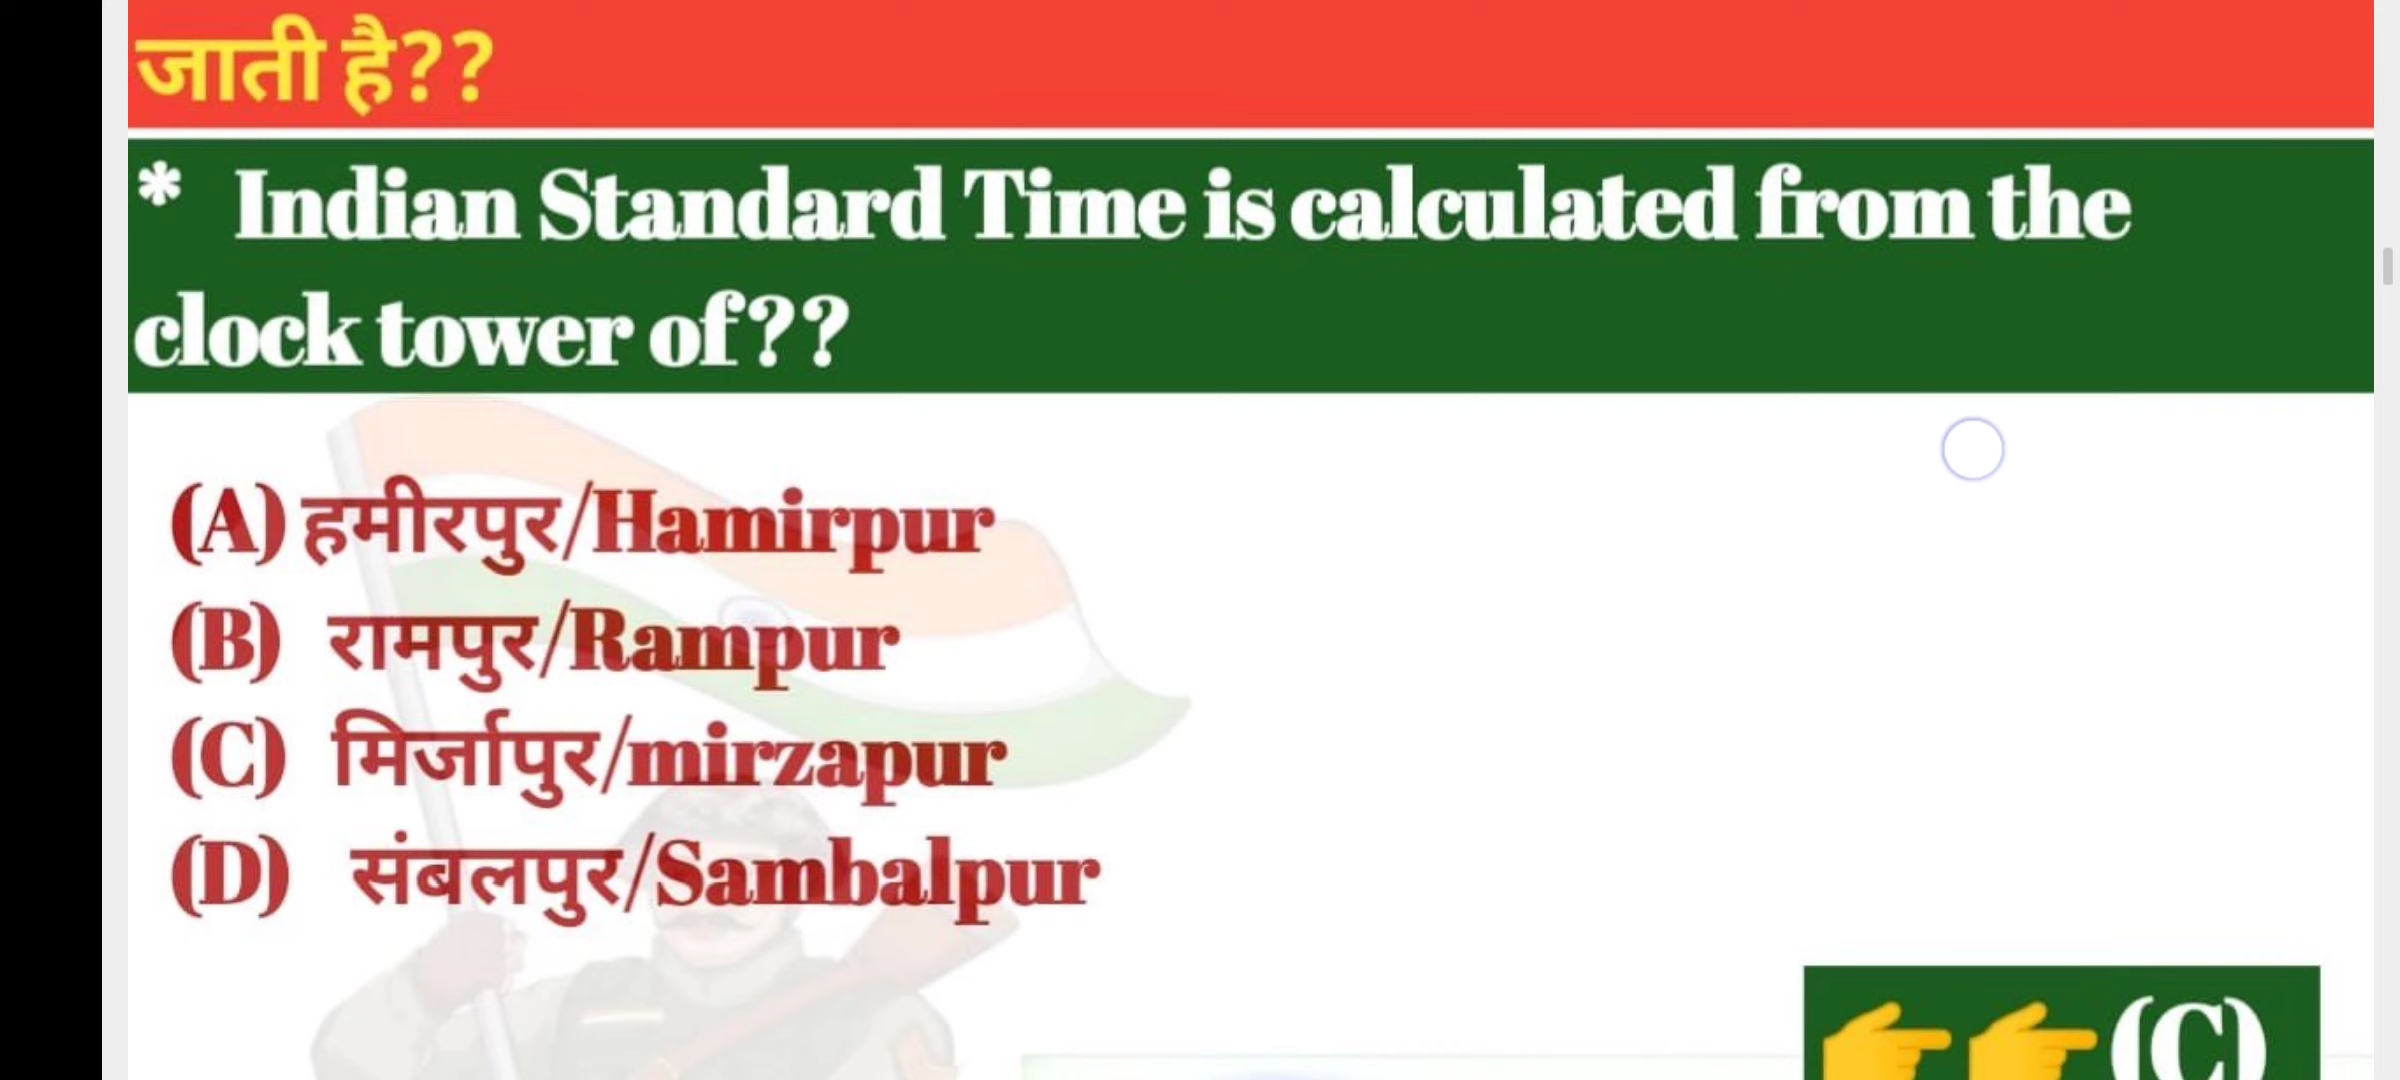 जाती है??
* Indian Standard Time is calculated from the
clock tower of??
(A) हमीरपुर/Hamirpur
(B) रामपुर/Rampur
(C) मिर्जापुर/mirzapur
(D) संबलपुर/Sambalpur
👉👉(C)